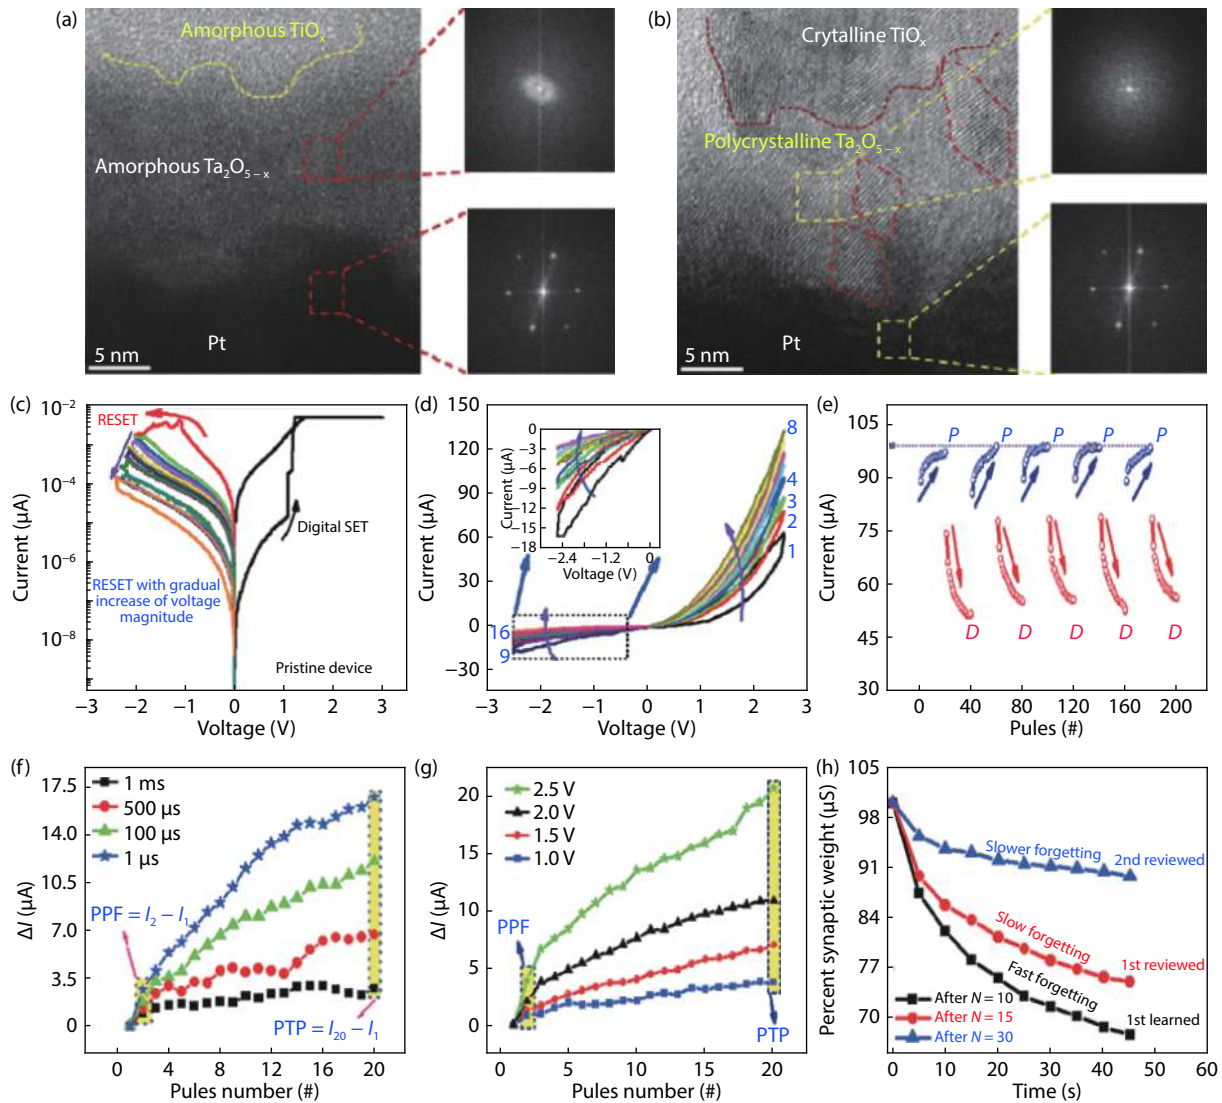 (a)
Amorphous TiOₓ
Amorphous Ta₂O₅₋ₓ
Pt
5 nm
(b)
Crytalline TiOₓ
Polycrystalline Ta₂O₅₋ₓ
Pt
5 nm
(c)
10⁻²
10⁻⁴
10⁻⁶
10⁻⁸
Current (µA)
RESET
Digital SET
RESET with gradual
increase of voltage
magnitude
Pristine device
−3 −2 −1 0 1 2 3
Voltage (V)
(d)
150
120
90
60
30
0
−30
Current (µA)
0
−3
−6
−9
−12
−15
−18
Current (µA)
−2.4 −1.2 0
Voltage (V)
8
4
3
2
1
16
9
−3 −2 −1 0 1 2 3
Voltage (V)
(e)
105
90
75
60
45
30
Current (µA)
P P P P P
D D D D D
0 40 80 120 160 200
Pules (#)
(f)
17.5
14.0
10.5
7.0
3.5
0
ΔI (µA)
1 ms
500 µs
100 µs
1 µs
PPF = I₂ − I₁
PTP = I₂₀ − I₁
0 4 8 12 16 20
Pules number (#)
(g)
20
15
10
5
0
ΔI (µA)
2.5 V
2.0 V
1.5 V
1.0 V
PPF
PTP
0 5 10 15 20
Pules number (#)
(h)
105
98
91
84
77
70
Percent synaptic weight (µS)
Slower forgetting
2nd reviewed
Slow forgetting
1st reviewed
Fast forgetting
1st learned
After N = 10
After N = 15
After N = 30
0 10 20 30 40 50 60
Time (s)